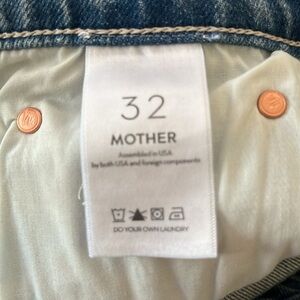 32
MOTHER
Assembled in USA
by both USA and foreign components
DO YOUR OWN LAUNDRY